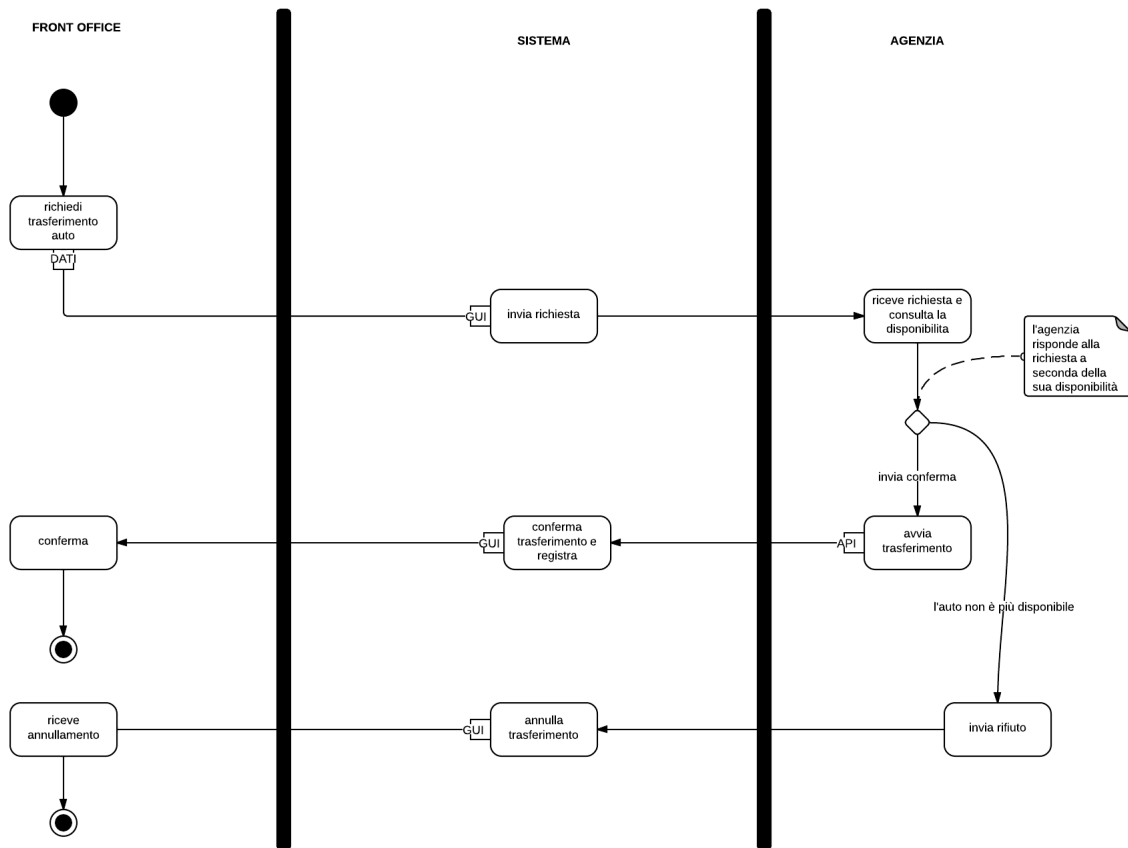 FRONT OFFICE
SISTEMA
AGENZIA
richiedi
trasferimento
auto
DATI
GUI
invia richiesta
riceve richiesta e
consulta la
disponibilita
l'agenzia
risponde alla
richiesta a
seconda della
sua disponibilità
invia conferma
conferma
GUI
conferma
trasferimento e
registra
API
avvia
trasferimento
l'auto non è più disponibile
riceve
annullamento
GUI
annulla
trasferimento
invia rifiuto